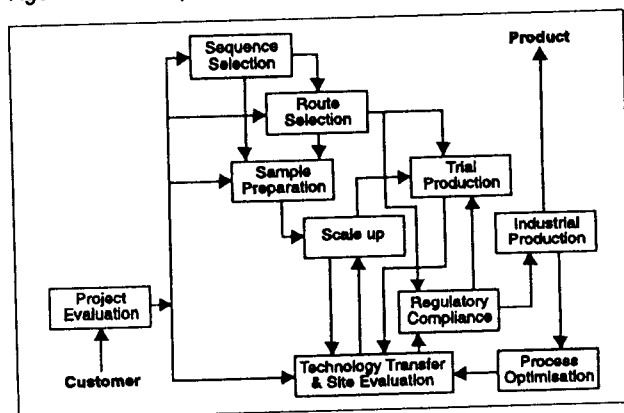 Sequence
Selection
Product
Route
Selection
Sample
Preparation
Trial
Production
Scale up
Industrial
Production
Project
Evaluation
Regulatory
Compliance
Customer
Technology Transfer
& Site Evaluation
Process
Optimisation